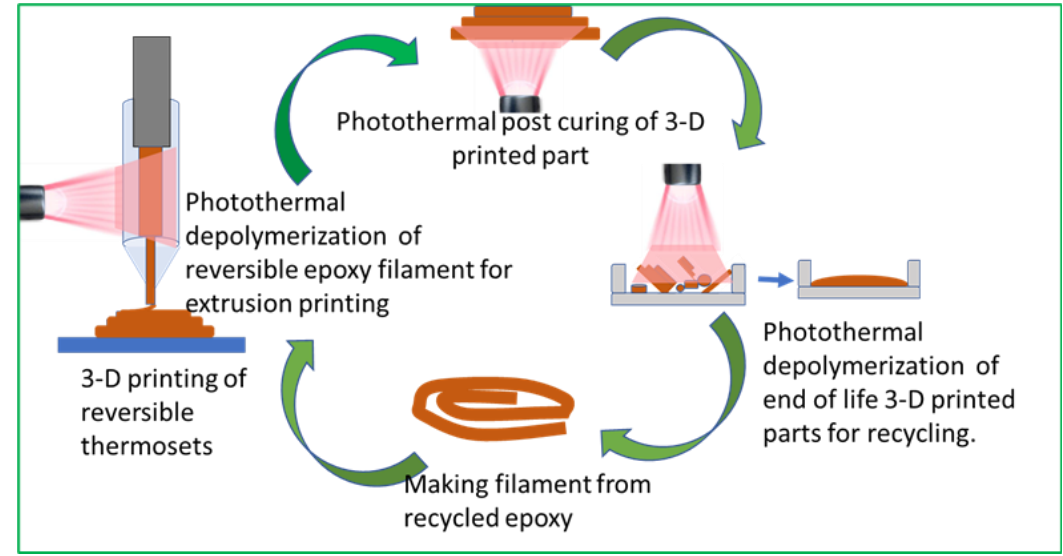 Photothermal post curing of 3-D
printed part
Photothermal
depolymerization of
reversible epoxy filament for
extrusion printing
3-D printing of
reversible
thermosets
Photothermal
depolymerization of
end of life 3-D printed
parts for recycling.
Making filament from
recycled epoxy